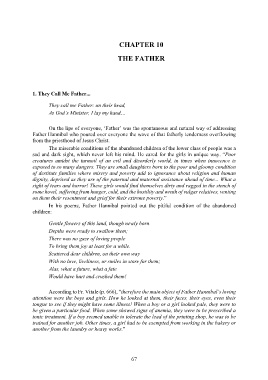 CHAPTER 10
THE FATHER
1. They Call Me Father...
They call me Father: on their head,
As God's Minister, I lay my hand...
On the lips of everyone, 'Father' was the spontaneous and natural way of addressing
Father Hannibal who poured over everyone the wave of that fatherly tenderness overflowing
from the priesthood of Jesus Christ.
The miserable conditions of the abandoned children of the lower class of people was a
sad and dark sight, which never left his mind. He cared for the girls in unique way. "Poor
creatures amidst the turmoil of an evil and disorderly world, in times when innocence is
exposed to so many dangers. They are small daughters born to the poor and gloomy condition
of destitute families where misery and poverty add to ignorance about religion and human
dignity, deprived as they are of the paternal and maternal assistance ahead of time... What a
sight of tears and horror! These girls would find themselves dirty and ragged in the stench of
some hovel, suffering from hunger, cold, and the hostility and wrath of vulgar relatives, venting
on them their resentment and grief for their extreme poverty."
In his poems, Father Hannibal pointed out the pitiful condition of the abandoned
children:
Gentle flowers of this land, though newly born
Depths were ready to swallow them;
There was no gaze of loving people
To bring them joy at least for a while.
Scattered dear children, on their own way
With no love, liveliness, or smiles in store for them;
Alas, what a future, what a fate
Would have hurt and crushed them!
According to Fr. Vitale (p. 666), "therefore the main object of Father Hannibal's loving
attention were the boys and girls. How he looked at them, their faces, their eyes, even their
tongue to see if they might have some illness! When a boy or a girl looked pale, they were to
be given a particular food. When some showed signs of anemia, they were to be prescribed a
tonic treatment. If a boy seemed unable to tolerate the lead of the printing shop, he was to be
trained for another job. Other times, a girl had to be exempted from working in the bakery or
another from the laundry or heavy works."
67